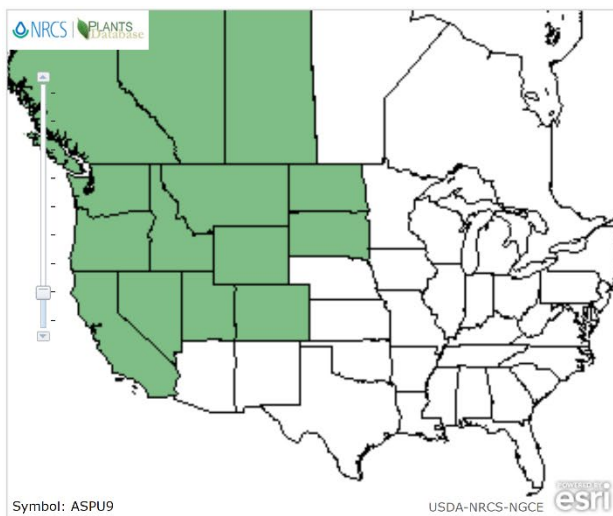 NRCS | PLANTS
Database
Symbol: ASPU9
USDA-NRCS-NGCE
POWERED BY
esri